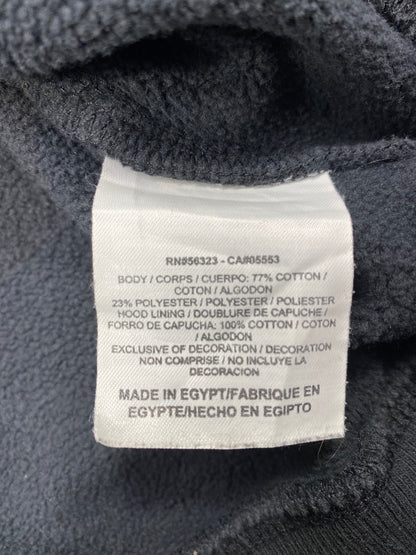 RN#56323 - CA#05553
BODY / CORPS / CUERPO: 77% COTTON /
COTON / ALGODON
23% POLYESTER / POLYESTER / POLIESTER
HOOD LINING / DOUBLURE DE CAPUCHE /
FORRO DE CAPUCHA: 100% COTTON / COTON
/ ALGODON
EXCLUSIVE OF DECORATION / DECORATION
NON COMPRISE / NO INCLUYE LA
DECORACION
MADE IN EGYPT/FABRIQUE EN
EGYPTE/HECHO EN EGIPTO